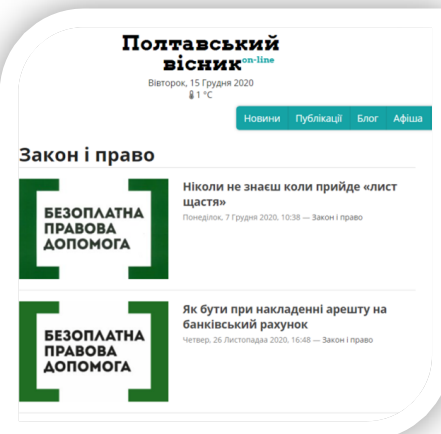 Полтавський
вісник on-line
Вівторок, 15 Грудня 2020
1 °C
Новини Публікації Блог Афіша
Закон і право
БЕЗОПЛАТНА
ПРАВОВА
ДОПОМОГА
Ніколи не знаєш коли прийде «лист
щастя»
Понеділок, 7 Грудня 2020, 10:38 — Закон і право
БЕЗОПЛАТНА
ПРАВОВА
ДОПОМОГА
Як бути при накладенні арешту на
банківський рахунок
Четвер, 26 Листопадаа 2020, 16:48 — Закон і право